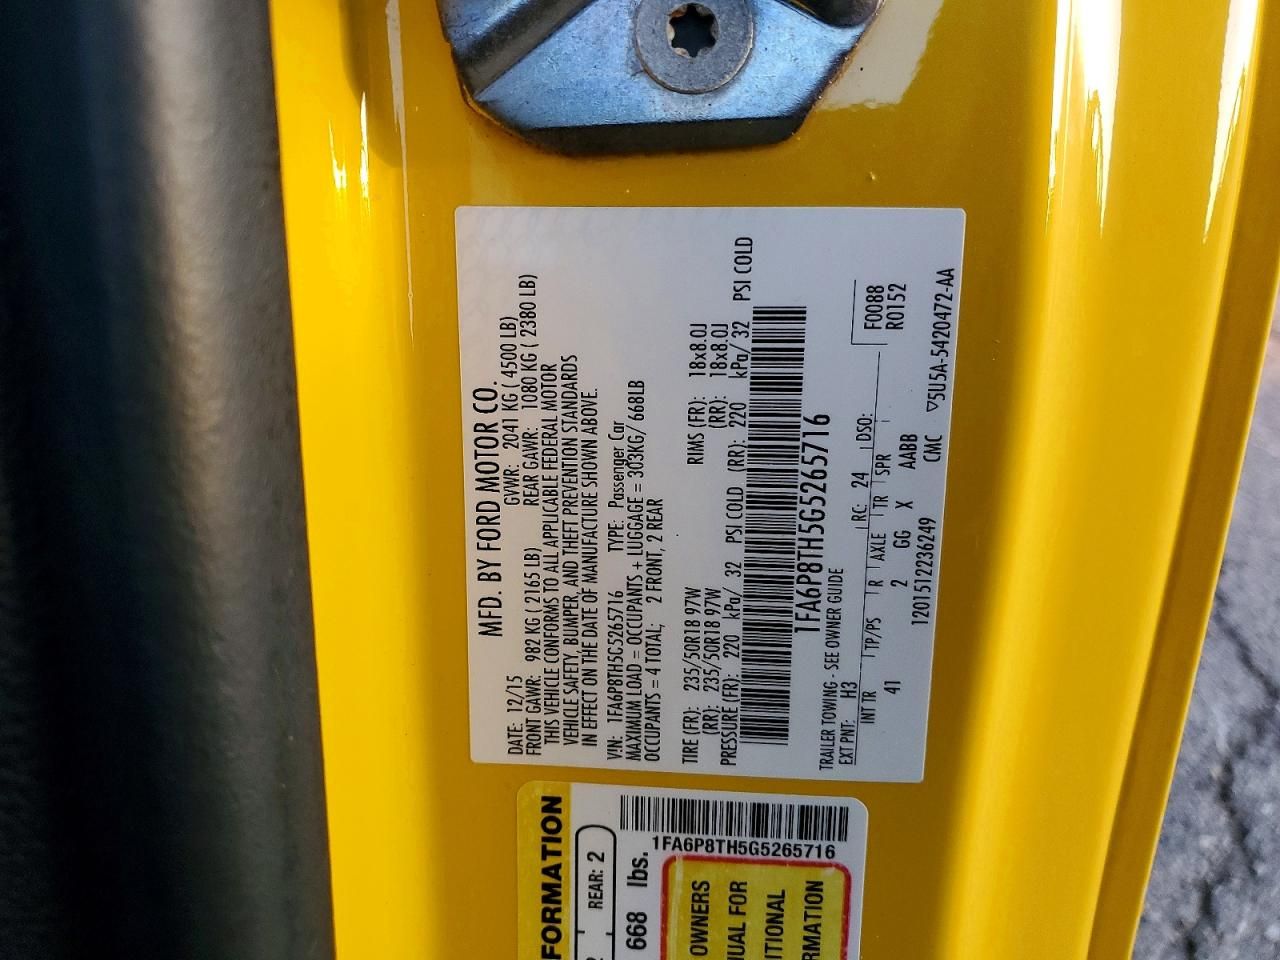 MFD. BY FORD MOTOR CO.
DATE: 12/15 GVWR: 2041 KG ( 4500 LB)
FRONT GAWR: 982 KG ( 2165 LB) REAR GAWR: 1080 KG ( 2380 LB)
THIS VEHICLE CONFORMS TO ALL APPLICABLE FEDERAL MOTOR
VEHICLE SAFETY, BUMPER, AND THEFT PREVENTION STANDARDS
IN EFFECT ON THE DATE OF MANUFACTURE SHOWN ABOVE.
VIN: 1FA6P8TH5G5265716 TYPE: Passenger Car
MAXIMUM LOAD = OCCUPANTS + LUGGAGE = 303KG/ 668LB
OCCUPANTS = 4 TOTAL; 2 FRONT, 2 REAR
TIRE (FR): 235/50R18 97W RIMS (FR): 18x8.0J
(RR): 235/50R18 97W (RR): 18x8.0J
PRESSURE (FR): 220 kPa/ 32 PSI COLD (RR): 220 kPa/ 32 PSI COLD
1FA6P8TH5G5265716
TRAILER TOWING - SEE OWNER GUIDE
EXT PNT: H3 RC: 24 DSO: F0088
R0152
INT TR TP/PS R AXLE TR SPR
41 2 GG X AABB
1201512236249 CMC ▽5U5A-5420472-AA
FORMATION
REAR: 2
668 lbs.
1FA6P8TH5G5265716
OWNERS
UAL FOR
ITIONAL
RMATION